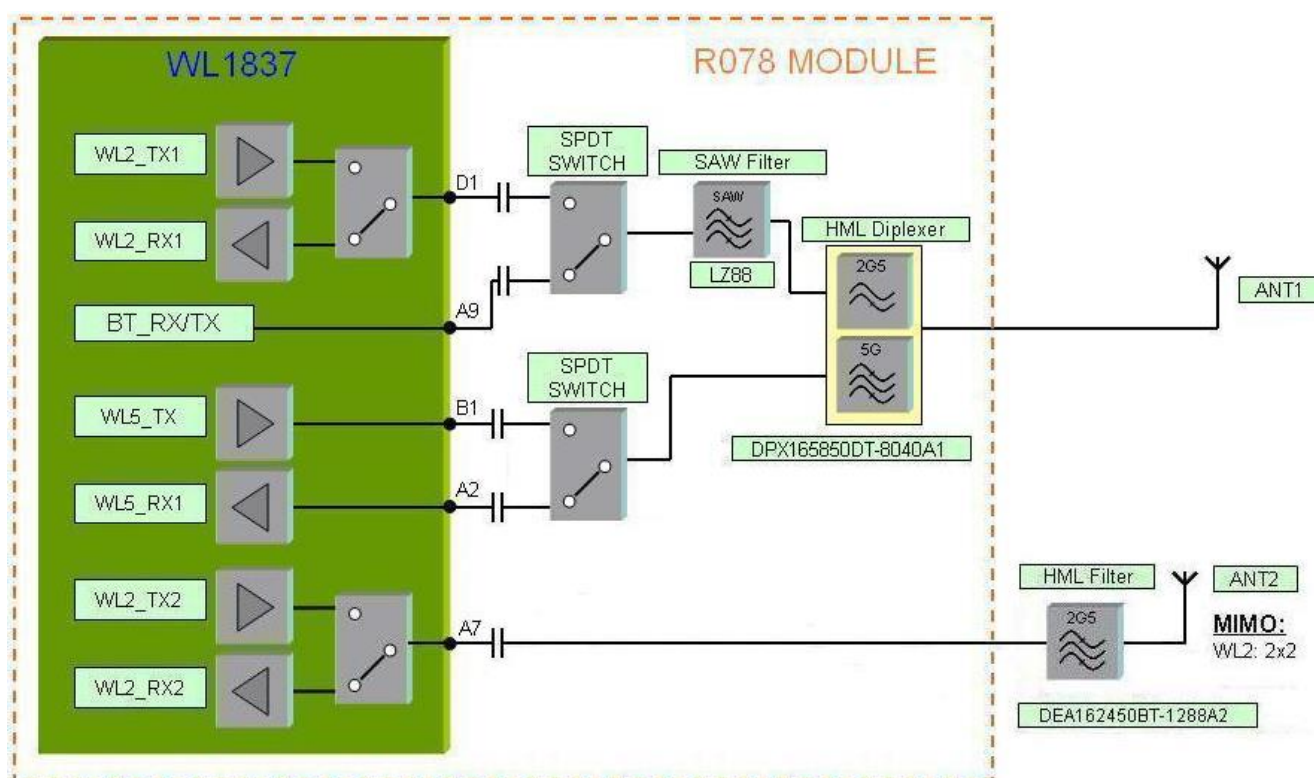 WL1837
R078 MODULE
WL2_TX1
WL2_RX1
BT_RX/TX
WL5_TX
WL5_RX1
WL2_TX2
WL2_RX2
D1
A9
B1
A2
A7
SPDT
SWITCH
SPDT
SWITCH
SAW Filter
SAW
LZ88
HML Diplexer
2G5
5G
DPX165850DT-8040A1
ANT1
HML Filter
2G5
DEA162450BT-1288A2
ANT2
MIMO:
WL2: 2x2